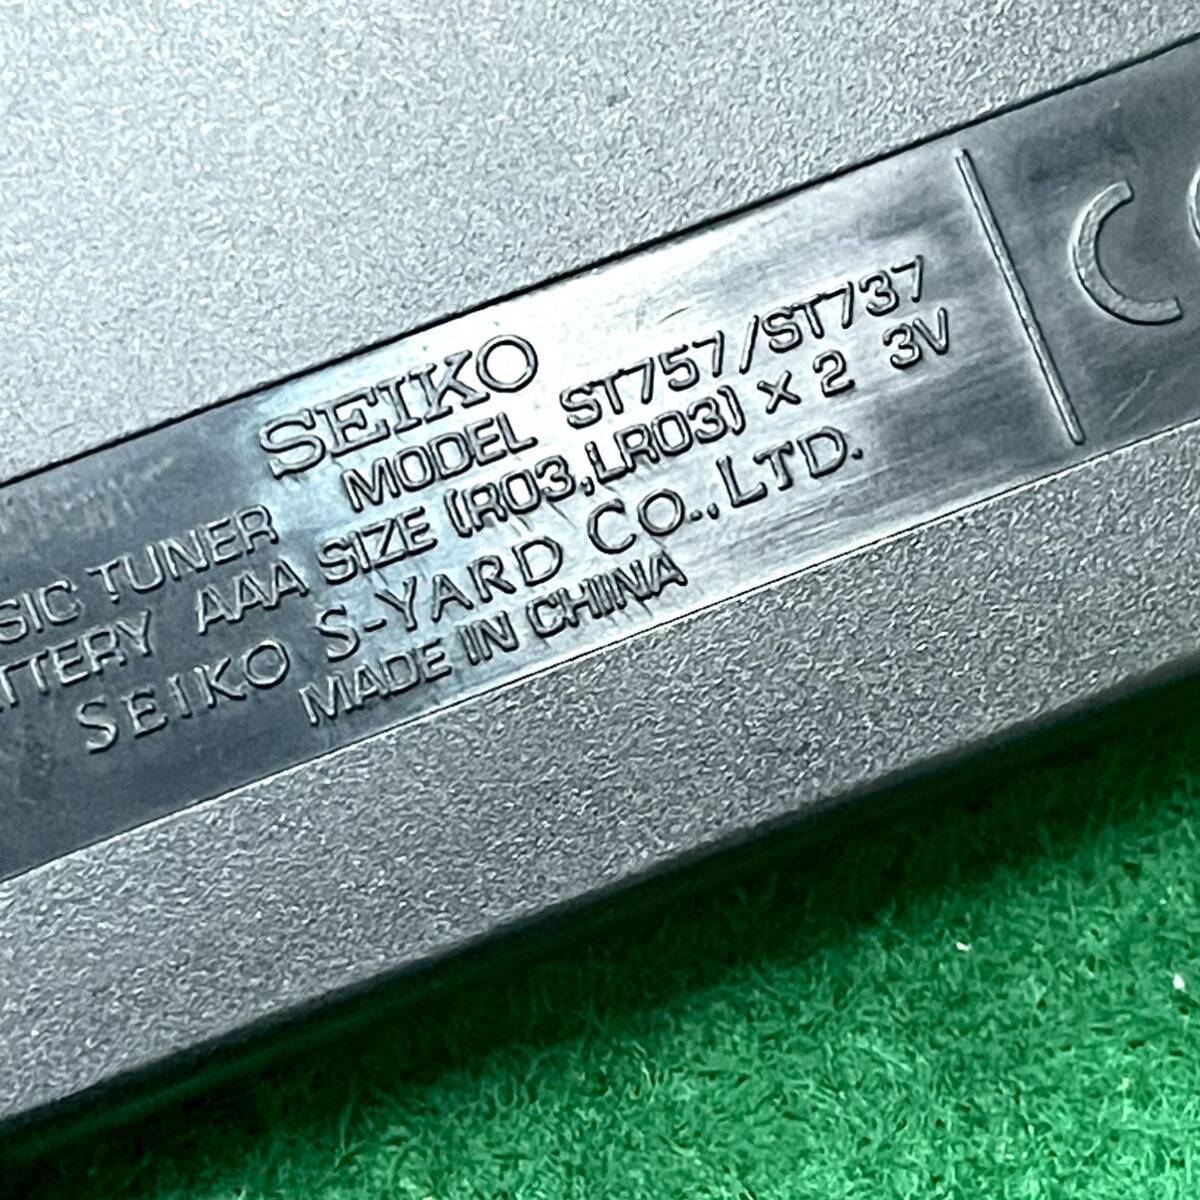 SEIKO
SIC TUNER MODEL ST757/ST737
TTERY AAA SIZE (R03,LR03) × 2 3V
SEIKO S-YARD CO.,LTD.
MADE IN CHINA
C